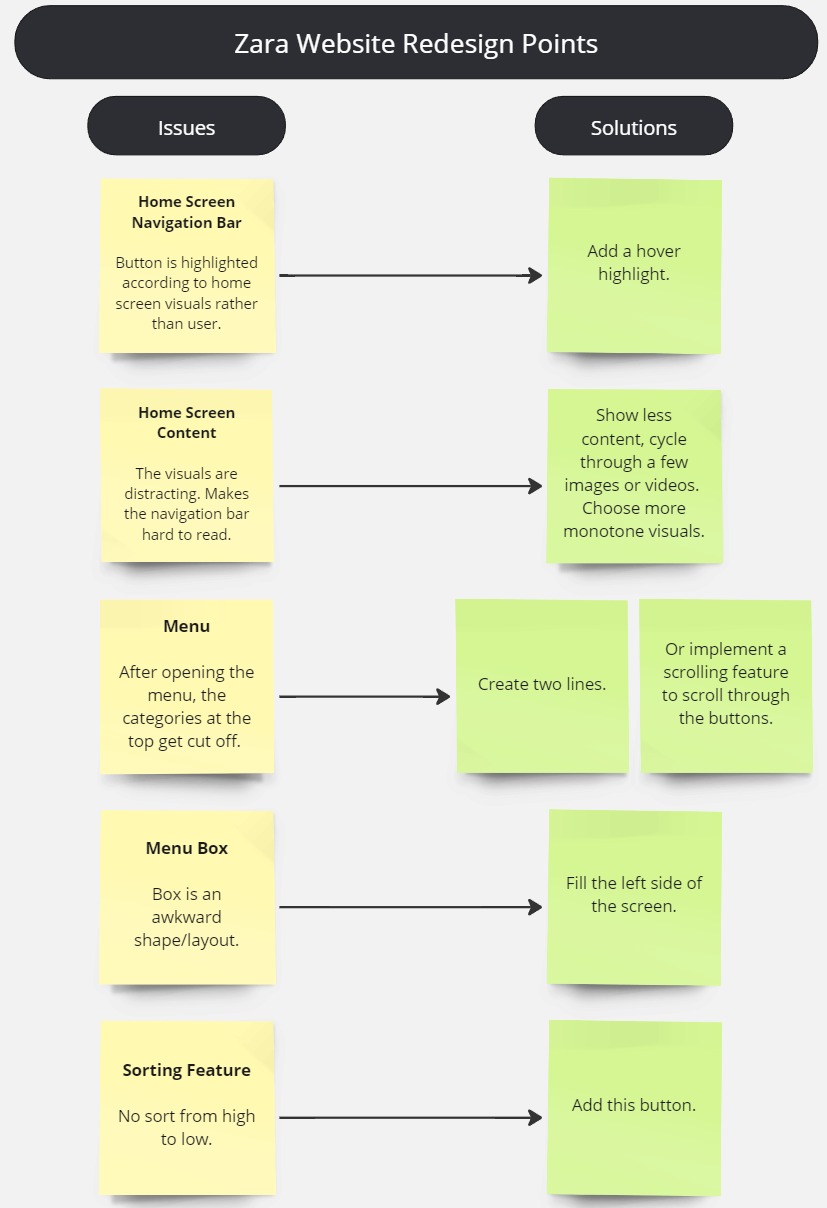 Zara Website Redesign Points
Issues
Solutions
Home Screen
Navigation Bar
Button is highlighted
according to home
screen visuals rather
than user.
Add a hover
highlight.
Home Screen
Content
The visuals are
distracting. Makes
the navigation bar
hard to read.
Show less
content, cycle
through a few
images or videos.
Choose more
monotone visuals.
Menu
After opening the
menu, the
categories at the
top get cut off.
Create two lines.
Or implement a
scrolling feature
to scroll through
the buttons.
Menu Box
Box is an
awkward
shape/layout.
Fill the left side of
the screen.
Sorting Feature
No sort from high
to low.
Add this button.